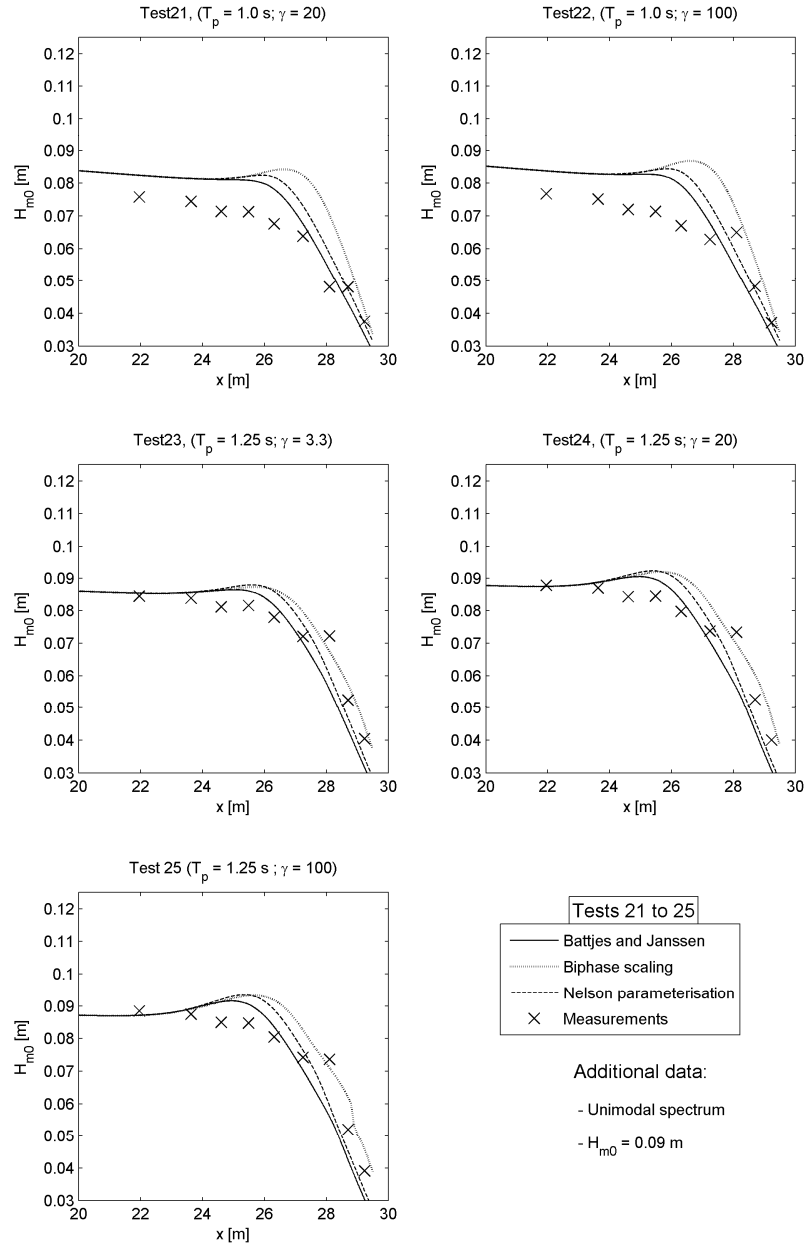 Test21, (T_p = 1.0 s; γ = 20)
0.12
0.11
0.1
0.09
0.08
0.07
0.06
0.05
0.04
0.03
H_m0 [m]
20 22 24 26 28 30
x [m]
Test22, (T_p = 1.0 s; γ = 100)
0.12
0.11
0.1
0.09
0.08
0.07
0.06
0.05
0.04
0.03
H_m0 [m]
20 22 24 26 28 30
x [m]
Test23, (T_p = 1.25 s; γ = 3.3)
0.12
0.11
0.1
0.09
0.08
0.07
0.06
0.05
0.04
0.03
H_m0 [m]
20 22 24 26 28 30
x [m]
Test24, (T_p = 1.25 s; γ = 20)
0.12
0.11
0.1
0.09
0.08
0.07
0.06
0.05
0.04
0.03
H_m0 [m]
20 22 24 26 28 30
x [m]
Test 25 (T_p = 1.25 s ; γ = 100)
0.12
0.11
0.1
0.09
0.08
0.07
0.06
0.05
0.04
0.03
H_m0 [m]
20 22 24 26 28 30
x [m]
Tests 21 to 25
Battjes and Janssen
Biphase scaling
Nelson parameterisation
Measurements
Additional data:
- Unimodal spectrum
- H_m0 = 0.09 m